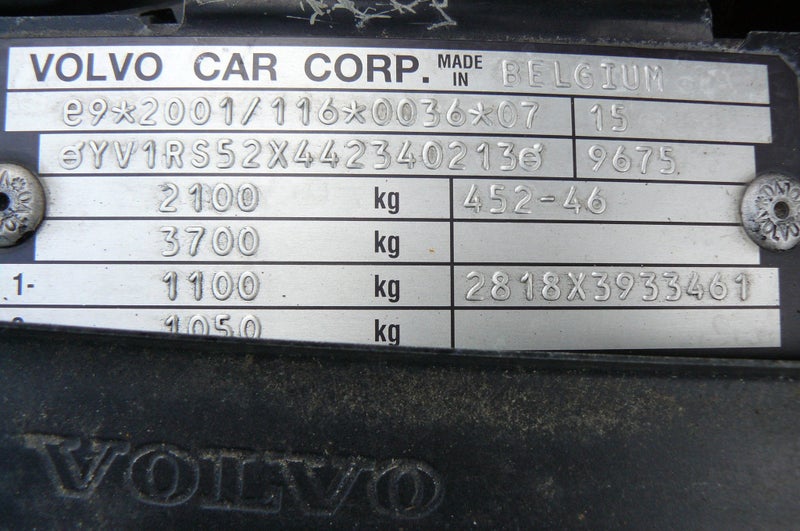 VOLVO CAR CORP. MADE IN BELGIUM
e9*2001/116*0036*07 15
YV1RS52X442340213 9675
2100 kg 452-46
3700 kg
1- 1100 kg 2818X3933461
1050 kg
VOLVO